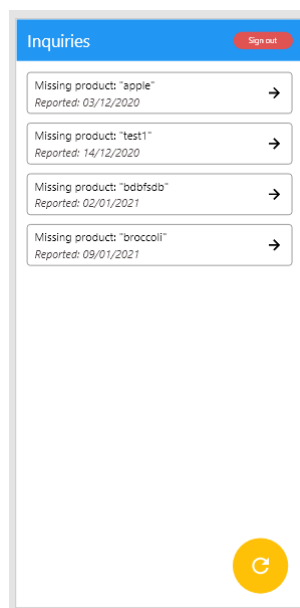 Inquiries
Sign out
Missing product: "apple"
Reported: 03/12/2020
Missing product: "test1"
Reported: 14/12/2020
Missing product: "bdbfsdb"
Reported: 02/01/2021
Missing product: "broccoli"
Reported: 09/01/2021